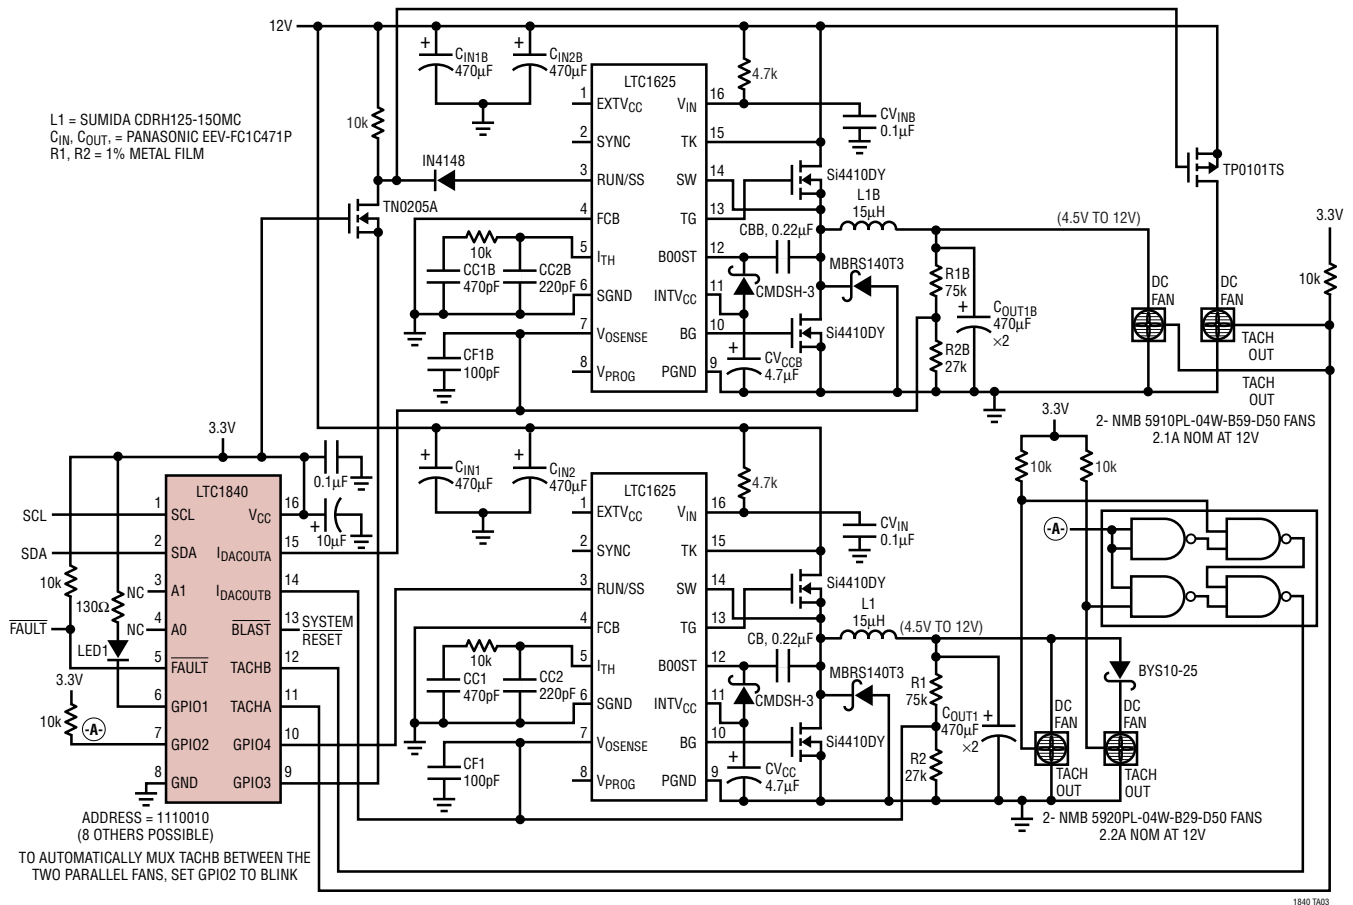 12V
L1 = SUMIDA CDRH125-150MC
CIN, COUT, = PANASONIC EEV-FC1C471P
R1, R2 = 1% METAL FILM
10k
IN4148
TN0205A
+
CIN1B
470µF
+
CIN2B
470µF
LTC1625
1
EXTVCC
2
SYNC
3
RUN/SS
4
FCB
5
ITH
6
SGND
7
VOSENSE
8
VPROG
16
VIN
15
TK
14
SW
13
TG
12
BOOST
11
INTVCC
10
BG
9
PGND
10k
CC1B
470pF
CC2B
220pF
CF1B
100pF
4.7k
CVINB
0.1µF
Si4410DY
L1B
15µH
CBB, 0.22µF
MBRS140T3
CMDSH-3
Si4410DY
+
CVCCB
4.7µF
R1B
75k
R2B
27k
+
COUT1B
470µF
×2
(4.5V TO 12V)
TP0101TS
3.3V
10k
DC
FAN
DC
FAN
TACH
OUT
TACH
OUT
2- NMB 5910PL-04W-B59-D50 FANS
2.1A NOM AT 12V
3.3V
0.1µF
+
10µF
LTC1840
SCL
1
SCL
SDA
2
SDA
NC
3
A1
NC
4
A0
FAULT
5
FAULT
6
GPIO1
7
GPIO2
8
GND
16
VCC
15
IDACOUTA
14
IDACOUTB
13
BLAST
SYSTEM
RESET
12
TACHB
11
TACHA
10
GPIO4
9
GPIO3
10k
130Ω
LED1
3.3V
10k
-A-
ADDRESS = 1110010
(8 OTHERS POSSIBLE)
TO AUTOMATICALLY MUX TACHB BETWEEN THE
TWO PARALLEL FANS, SET GPIO2 TO BLINK
+
CIN1
470µF
+
CIN2
470µF
LTC1625
1
EXTVCC
2
SYNC
3
RUN/SS
4
FCB
5
ITH
6
SGND
7
VOSENSE
8
VPROG
16
VIN
15
TK
14
SW
13
TG
12
BOOST
11
INTVCC
10
BG
9
PGND
10k
CC1
470pF
CC2
220pF
CF1
100pF
4.7k
CVIN
0.1µF
Si4410DY
L1
15µH
CB, 0.22µF
MBRS140T3
CMDSH-3
Si4410DY
+
CVCC
4.7µF
R1
75k
R2
27k
+
COUT1
470µF
×2
(4.5V TO 12V)
3.3V
10k
10k
-A-
BYS10-25
DC
FAN
DC
FAN
TACH
OUT
TACH
OUT
2- NMB 5920PL-04W-B29-D50 FANS
2.2A NOM AT 12V
1840 TA03